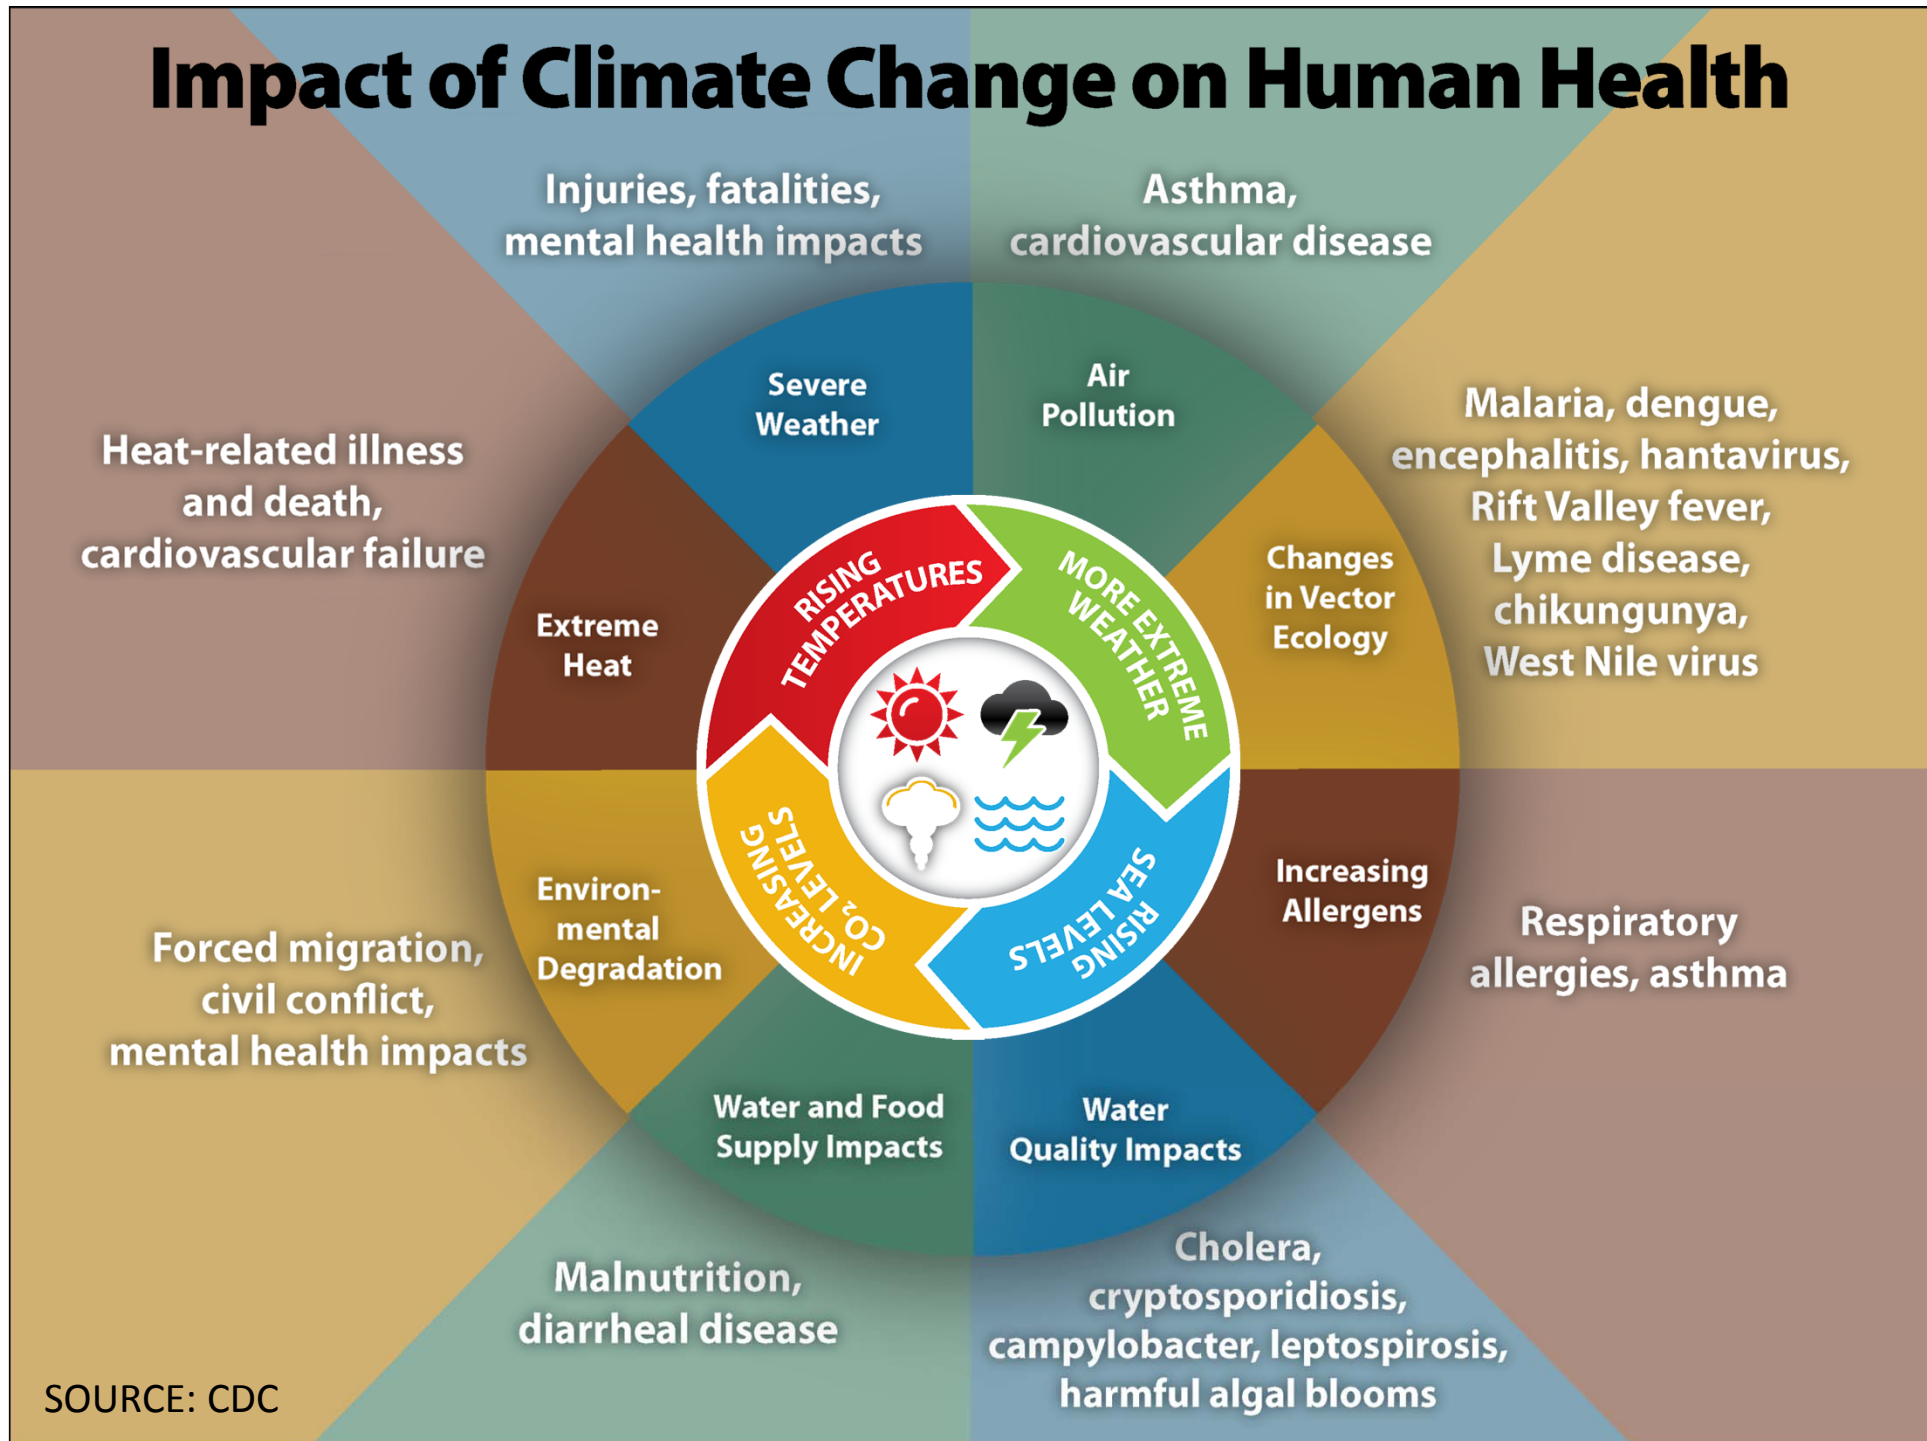 Impact of Climate Change on Human Health
Injuries, fatalities,
mental health impacts
Asthma,
cardiovascular disease
Severe
Weather
Air
Pollution
Malaria, dengue,
encephalitis, hantavirus,
Rift Valley fever,
Lyme disease,
chikungunya,
West Nile virus
Heat-related illness
and death,
cardiovascular failure
Extreme
Heat
Changes
in Vector
Ecology
RISING
TEMPERATURES
MORE EXTREME
WEATHER
INCREASING
CO₂ LEVELS
RISING
SEA LEVELS
Environ-
mental
Degradation
Increasing
Allergens
Forced migration,
civil conflict,
mental health impacts
Respiratory
allergies, asthma
Water and Food
Supply Impacts
Water
Quality Impacts
Malnutrition,
diarrheal disease
Cholera,
cryptosporidiosis,
campylobacter, leptospirosis,
harmful algal blooms
SOURCE: CDC